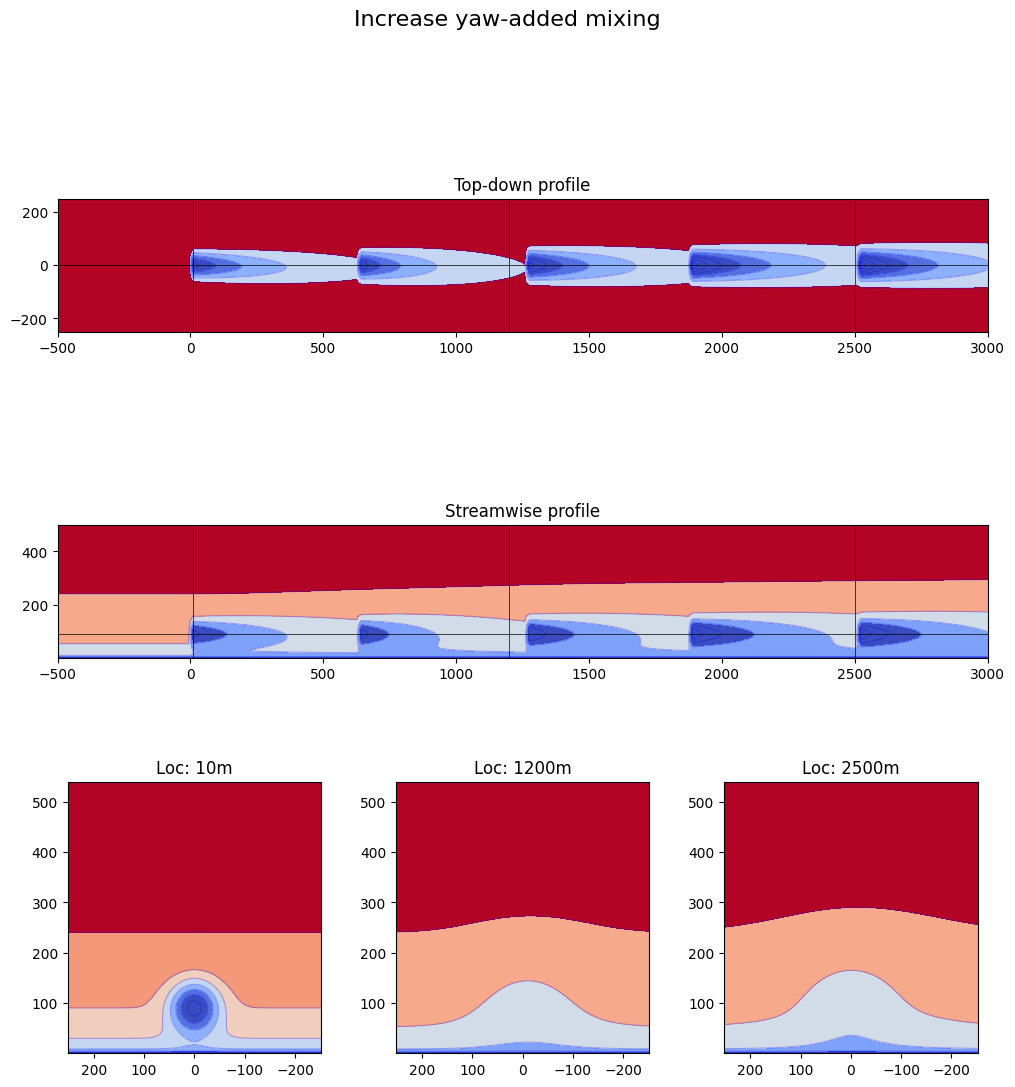 Increase yaw-added mixing
Top-down profile
200
0
−200
−500 0 500 1000 1500 2000 2500 3000
Streamwise profile
400
200
−500 0 500 1000 1500 2000 2500 3000
Loc: 10m Loc: 1200m Loc: 2500m
500 500 500
400 400 400
300 300 300
200 200 200
100 100 100
200 100 0 −100 −200 200 100 0 −100 −200 200 100 0 −100 −200